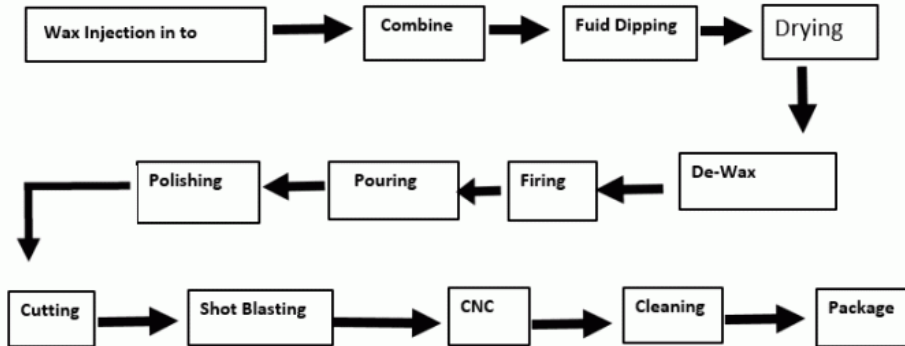 Wax Injection in to
Combine
Fuid Dipping
Drying
De-Wax
Firing
Pouring
Polishing
Cutting
Shot Blasting
CNC
Cleaning
Package